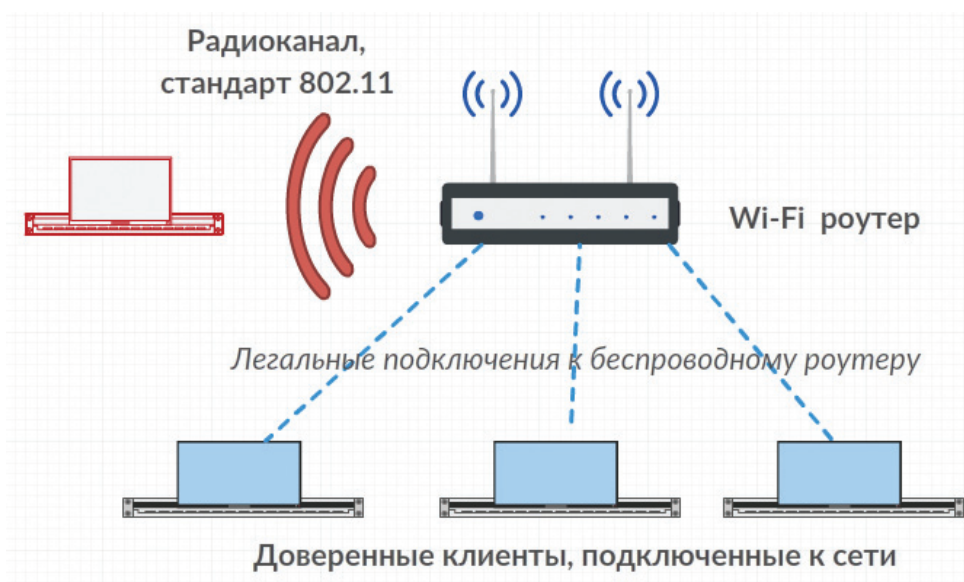 Радиоканал,
стандарт 802.11
Wi-Fi роутер
Легальные подключения к беспроводному роутеру
Доверенные клиенты, подключенные к сети